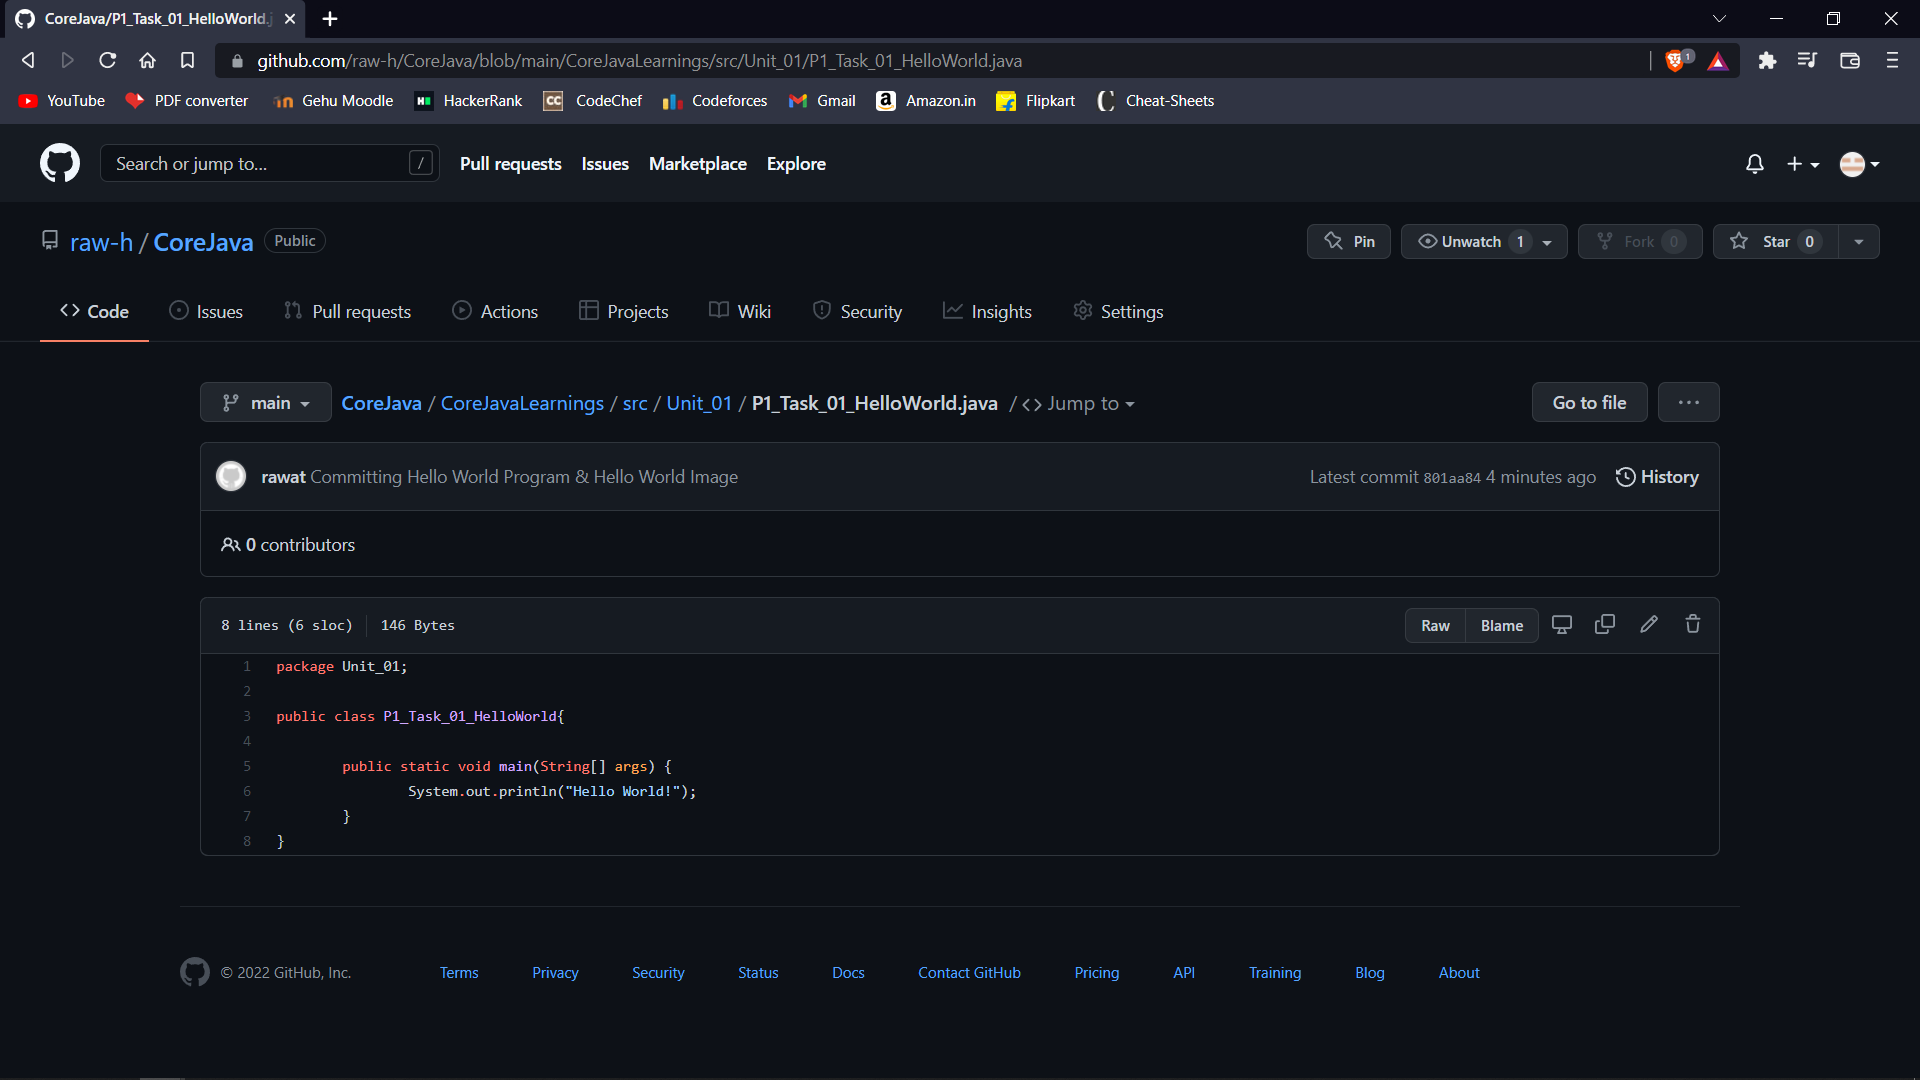 CoreJava/P1_Task_01_HelloWorld.j
github.com/raw-h/CoreJava/blob/main/CoreJavaLearnings/src/Unit_01/P1_Task_01_HelloWorld.java
1
YouTube PDF converter Gehu Moodle HackerRank CodeChef Codeforces Gmail Amazon.in Flipkart Cheat-Sheets
Search or jump to... / Pull requests Issues Marketplace Explore
raw-h / CoreJava Public Pin Unwatch 1 Fork 0 Star 0
Code Issues Pull requests Actions Projects Wiki Security Insights Settings
main CoreJava / CoreJavaLearnings / src / Unit_01 / P1_Task_01_HelloWorld.java / <> Jump to Go to file ...
rawat Committing Hello World Program & Hello World Image Latest commit 801aa84 4 minutes ago History
0 contributors
8 lines (6 sloc) 146 Bytes Raw Blame
1 package Unit_01;
2
3 public class P1_Task_01_HelloWorld{
4
5 public static void main(String[] args) {
6 System.out.println("Hello World!");
7 }
8 }
© 2022 GitHub, Inc. Terms Privacy Security Status Docs Contact GitHub Pricing API Training Blog About